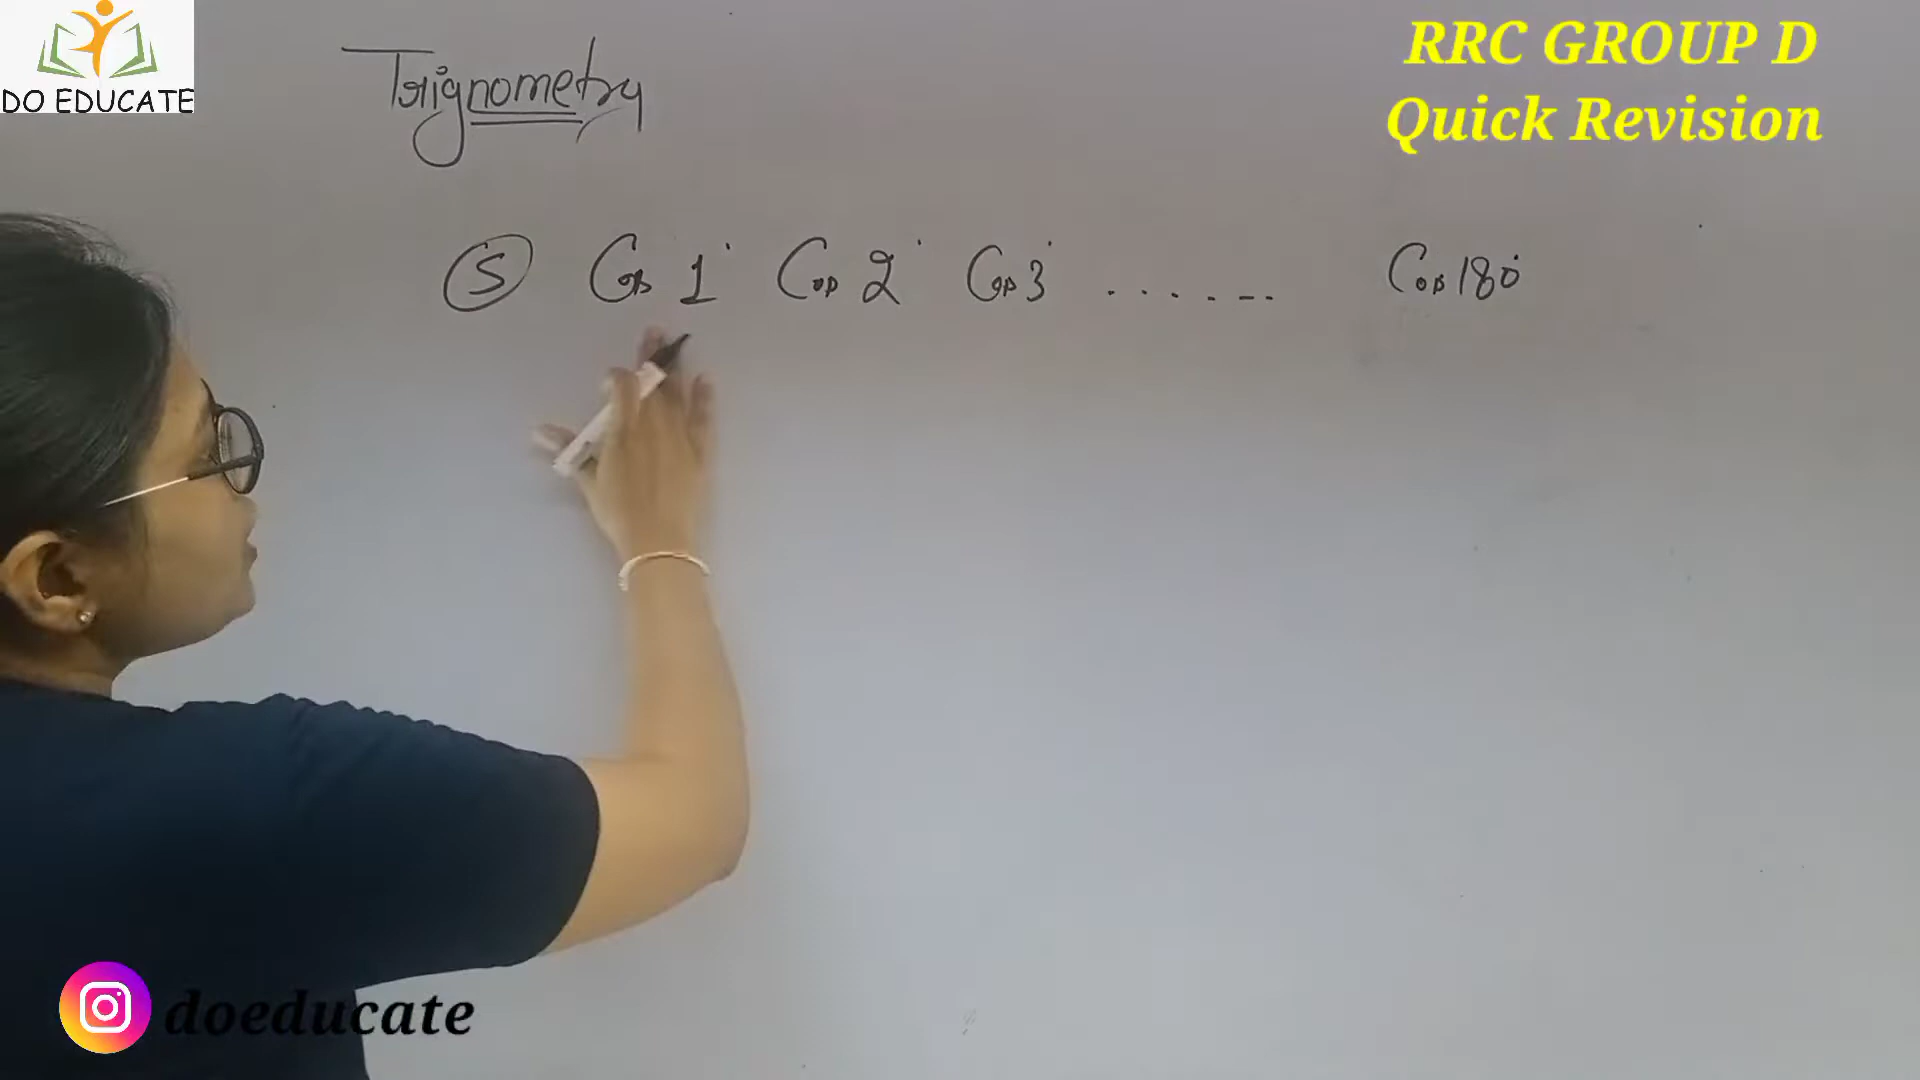 DO EDUCATE
RRC GROUP D
Quick Revision
Trignometry
5 Cos 1° Cos 2° Cos 3° ...... Cos 180°
doeducate